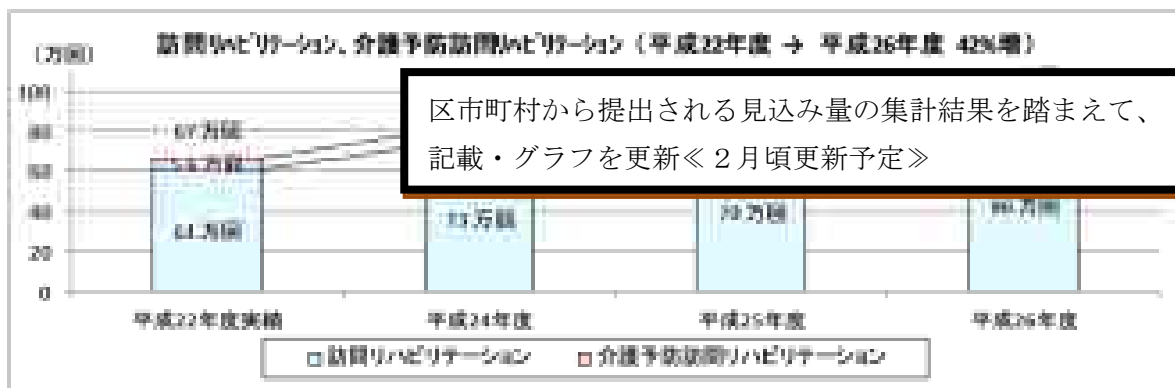 訪問リハビリテーション、介護予防訪問リハビリテーション（平成22年度 → 平成26年度 42%増）
（万回）
区市町村から提出される見込み量の集計結果を踏まえて、
記載・グラフを更新≪２月頃更新予定≫
100
80
60
40
20
0
67万回
平成22年度実績
平成24年度
平成25年度
平成26年度
訪問リハビリテーション
介護予防訪問リハビリテーション